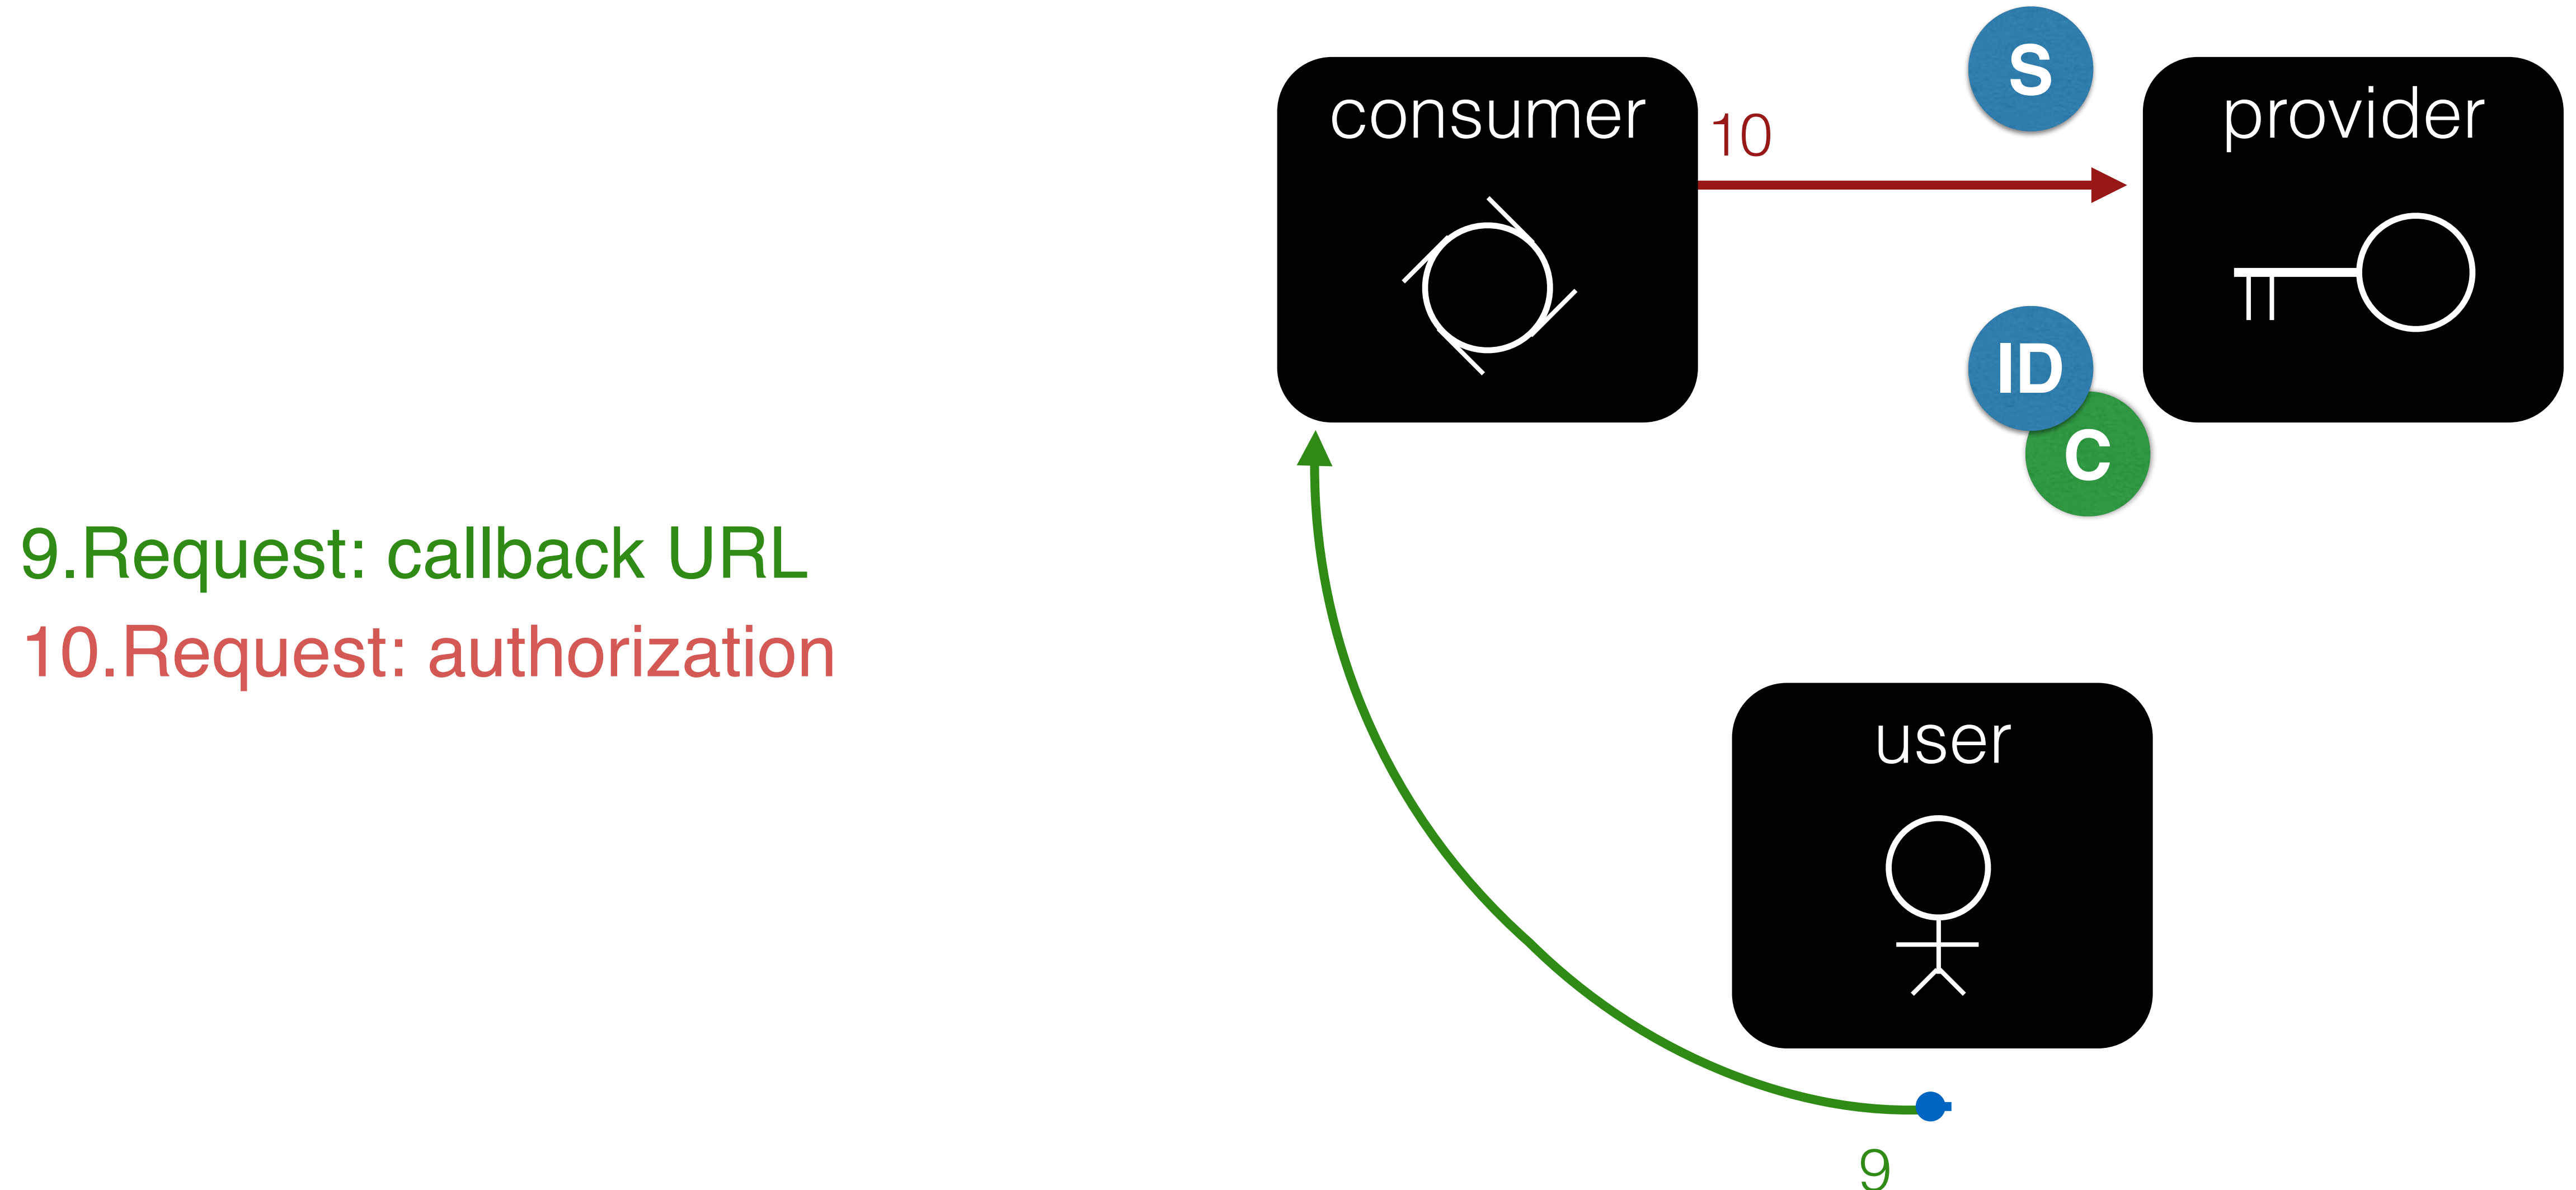 S
consumer
provider
10
ID
C
9.Request: callback URL
10.Request: authorization
user
9